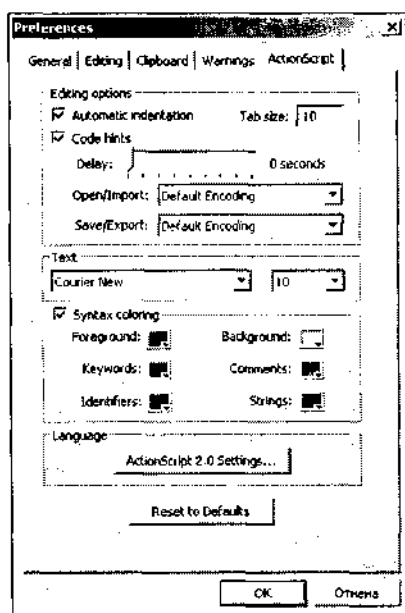 Preferences
General Editing Clipboard Warnings ActionScript
Editing options
Automatic indentation Tab size: 10
Code hints
Delay: 0 seconds
Open/Import: Default Encoding
Save/Export: Default Encoding
Text
Courier New 10
Syntax coloring
Foreground: Background:
Keywords: Comments:
Identifiers: Strings:
Language
ActionScript 2.0 Settings...
Reset to Defaults
OK Отмена